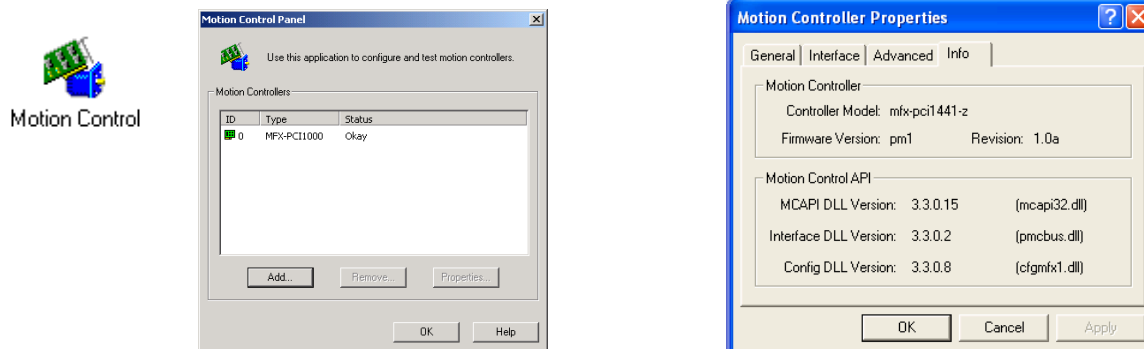 Motion Control
Motion Control Panel
Use this application to configure and test motion controllers.
Motion Controllers
ID Type Status
0 MFX-PCI1000 Okay
Add... Remove... Properties...
OK Help
Motion Controller Properties
General Interface Advanced Info
Motion Controller
Controller Model: mfx-pci1441-z
Firmware Version: pm1 Revision: 1.0a
Motion Control API
MCAPI DLL Version: 3.3.0.15 (mcapi32.dll)
Interface DLL Version: 3.3.0.2 (pmcbus.dll)
Config DLL Version: 3.3.0.8 (cfgmfx1.dll)
OK Cancel Apply